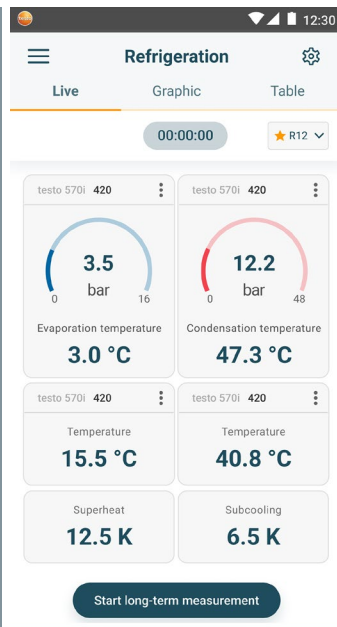 testo
12:30
Refrigeration
Live Graphic Table
00:00:00 R12
testo 570i 420
testo 570i 420
3.5
bar
0 16
12.2
bar
0 48
Evaporation temperature
3.0 °C
Condensation temperature
47.3 °C
testo 570i 420
testo 570i 420
Temperature
15.5 °C
Temperature
40.8 °C
Superheat
12.5 K
Subcooling
6.5 K
Start long-term measurement